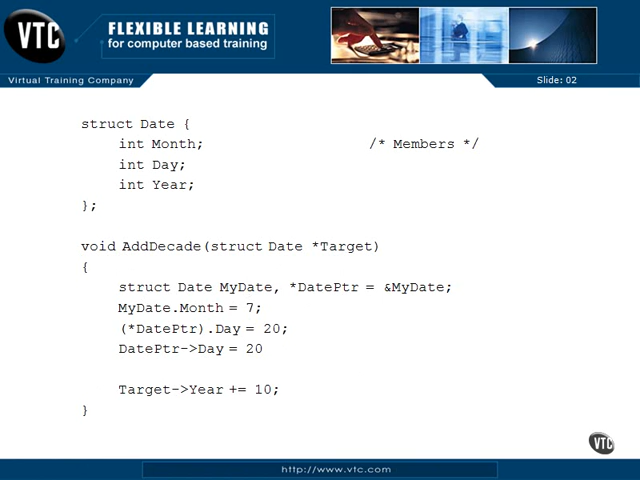 VTC
FLEXIBLE LEARNING
for computer based training
Virtual Training Company
Slide: 02
struct Date {
int Month; /* Members */
int Day;
int Year;
};
void AddDecade(struct Date *Target)
{
struct Date MyDate, *DatePtr = &MyDate;
MyDate.Month = 7;
(*DatePtr).Day = 20;
DatePtr->Day = 20
Target->Year += 10;
}
VTC
http://www.vtc.com